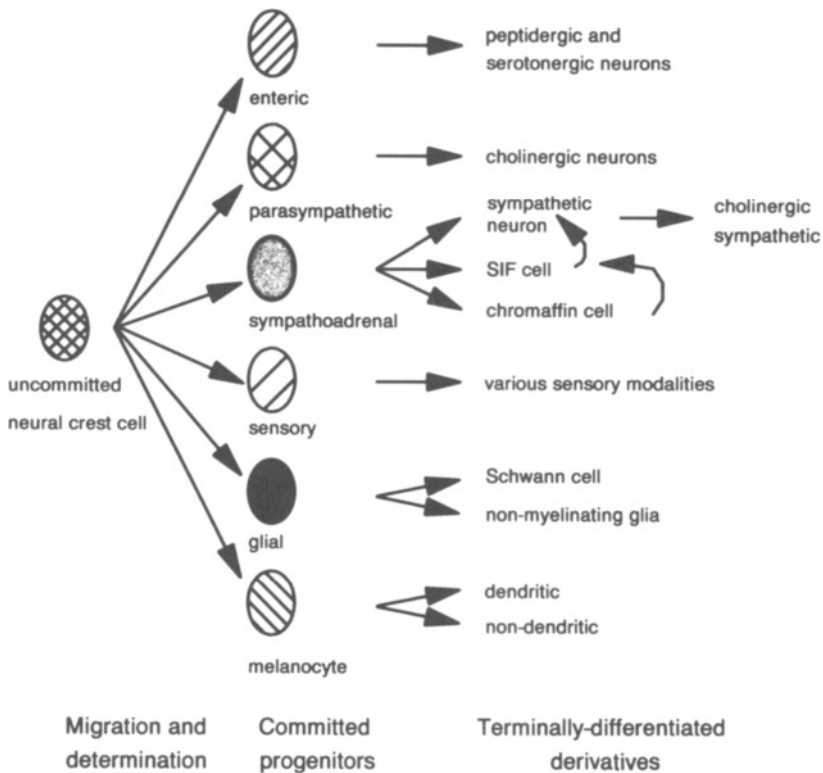 peptidergic and
serotonergic neurons
enteric
cholinergic neurons
parasympathetic
sympathetic
neuron
cholinergic
sympathetic
SIF cell
chromaffin cell
sympathoadrenal
uncommitted
neural crest cell
various sensory modalities
sensory
Schwann cell
non-myelinating glia
glial
dendritic
non-dendritic
melanocyte
Migration and
determination
Committed
progenitors
Terminally-differentiated
derivatives